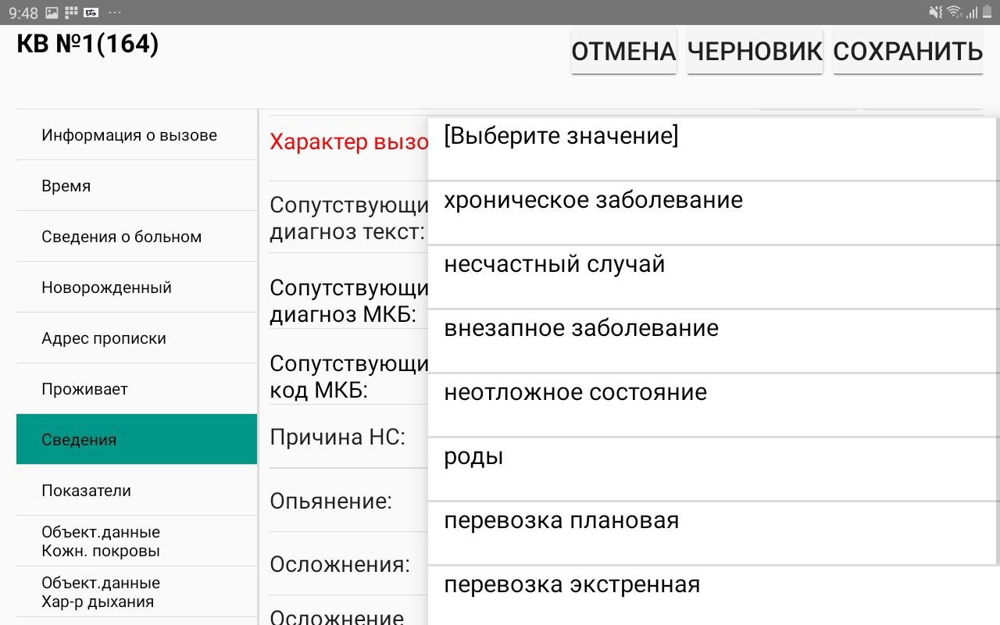 9:48
КВ №1(164)
ОТМЕНА
ЧЕРНОВИК
СОХРАНИТЬ
Информация о вызове
Время
Сведения о больном
Новорожденный
Адрес прописки
Проживает
Сведения
Показатели
Объект.данные
Кожн. покровы
Объект.данные
Хар-р дыхания
Характер вызо
Сопутствующи
диагноз текст:
Сопутствующи
диагноз МКБ:
Сопутствующи
код МКБ:
Причина НС:
Опьянение:
Осложнения:
Осложнение
[Выберите значение]
хроническое заболевание
несчастный случай
внезапное заболевание
неотложное состояние
роды
перевозка плановая
перевозка экстренная